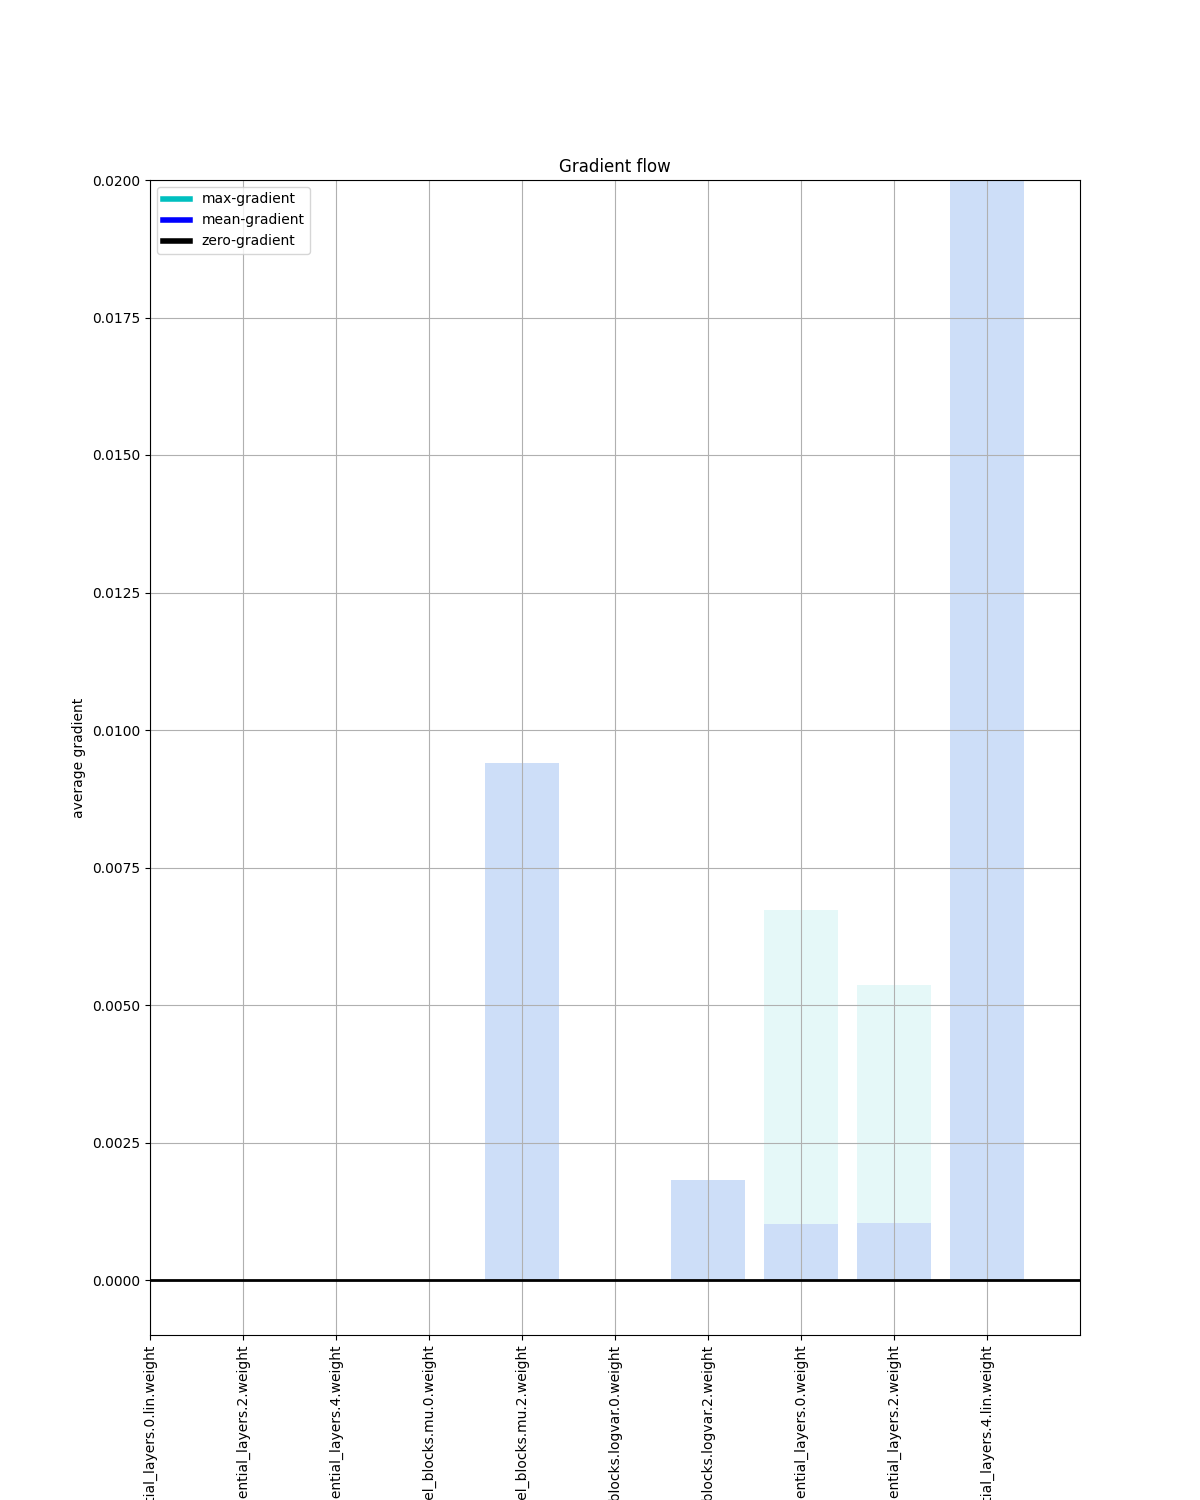 Gradient flow
max-gradient
mean-gradient
zero-gradient
0.0200
0.0175
0.0150
0.0125
0.0100
0.0075
0.0050
0.0025
0.0000
average gradient
tial_layers.0.lin.weight
ential_layers.2.weight
ential_layers.4.weight
el_blocks.mu.0.weight
el_blocks.mu.2.weight
blocks.logvar.0.weight
blocks.logvar.2.weight
ential_layers.0.weight
ential_layers.2.weight
tial_layers.4.lin.weight